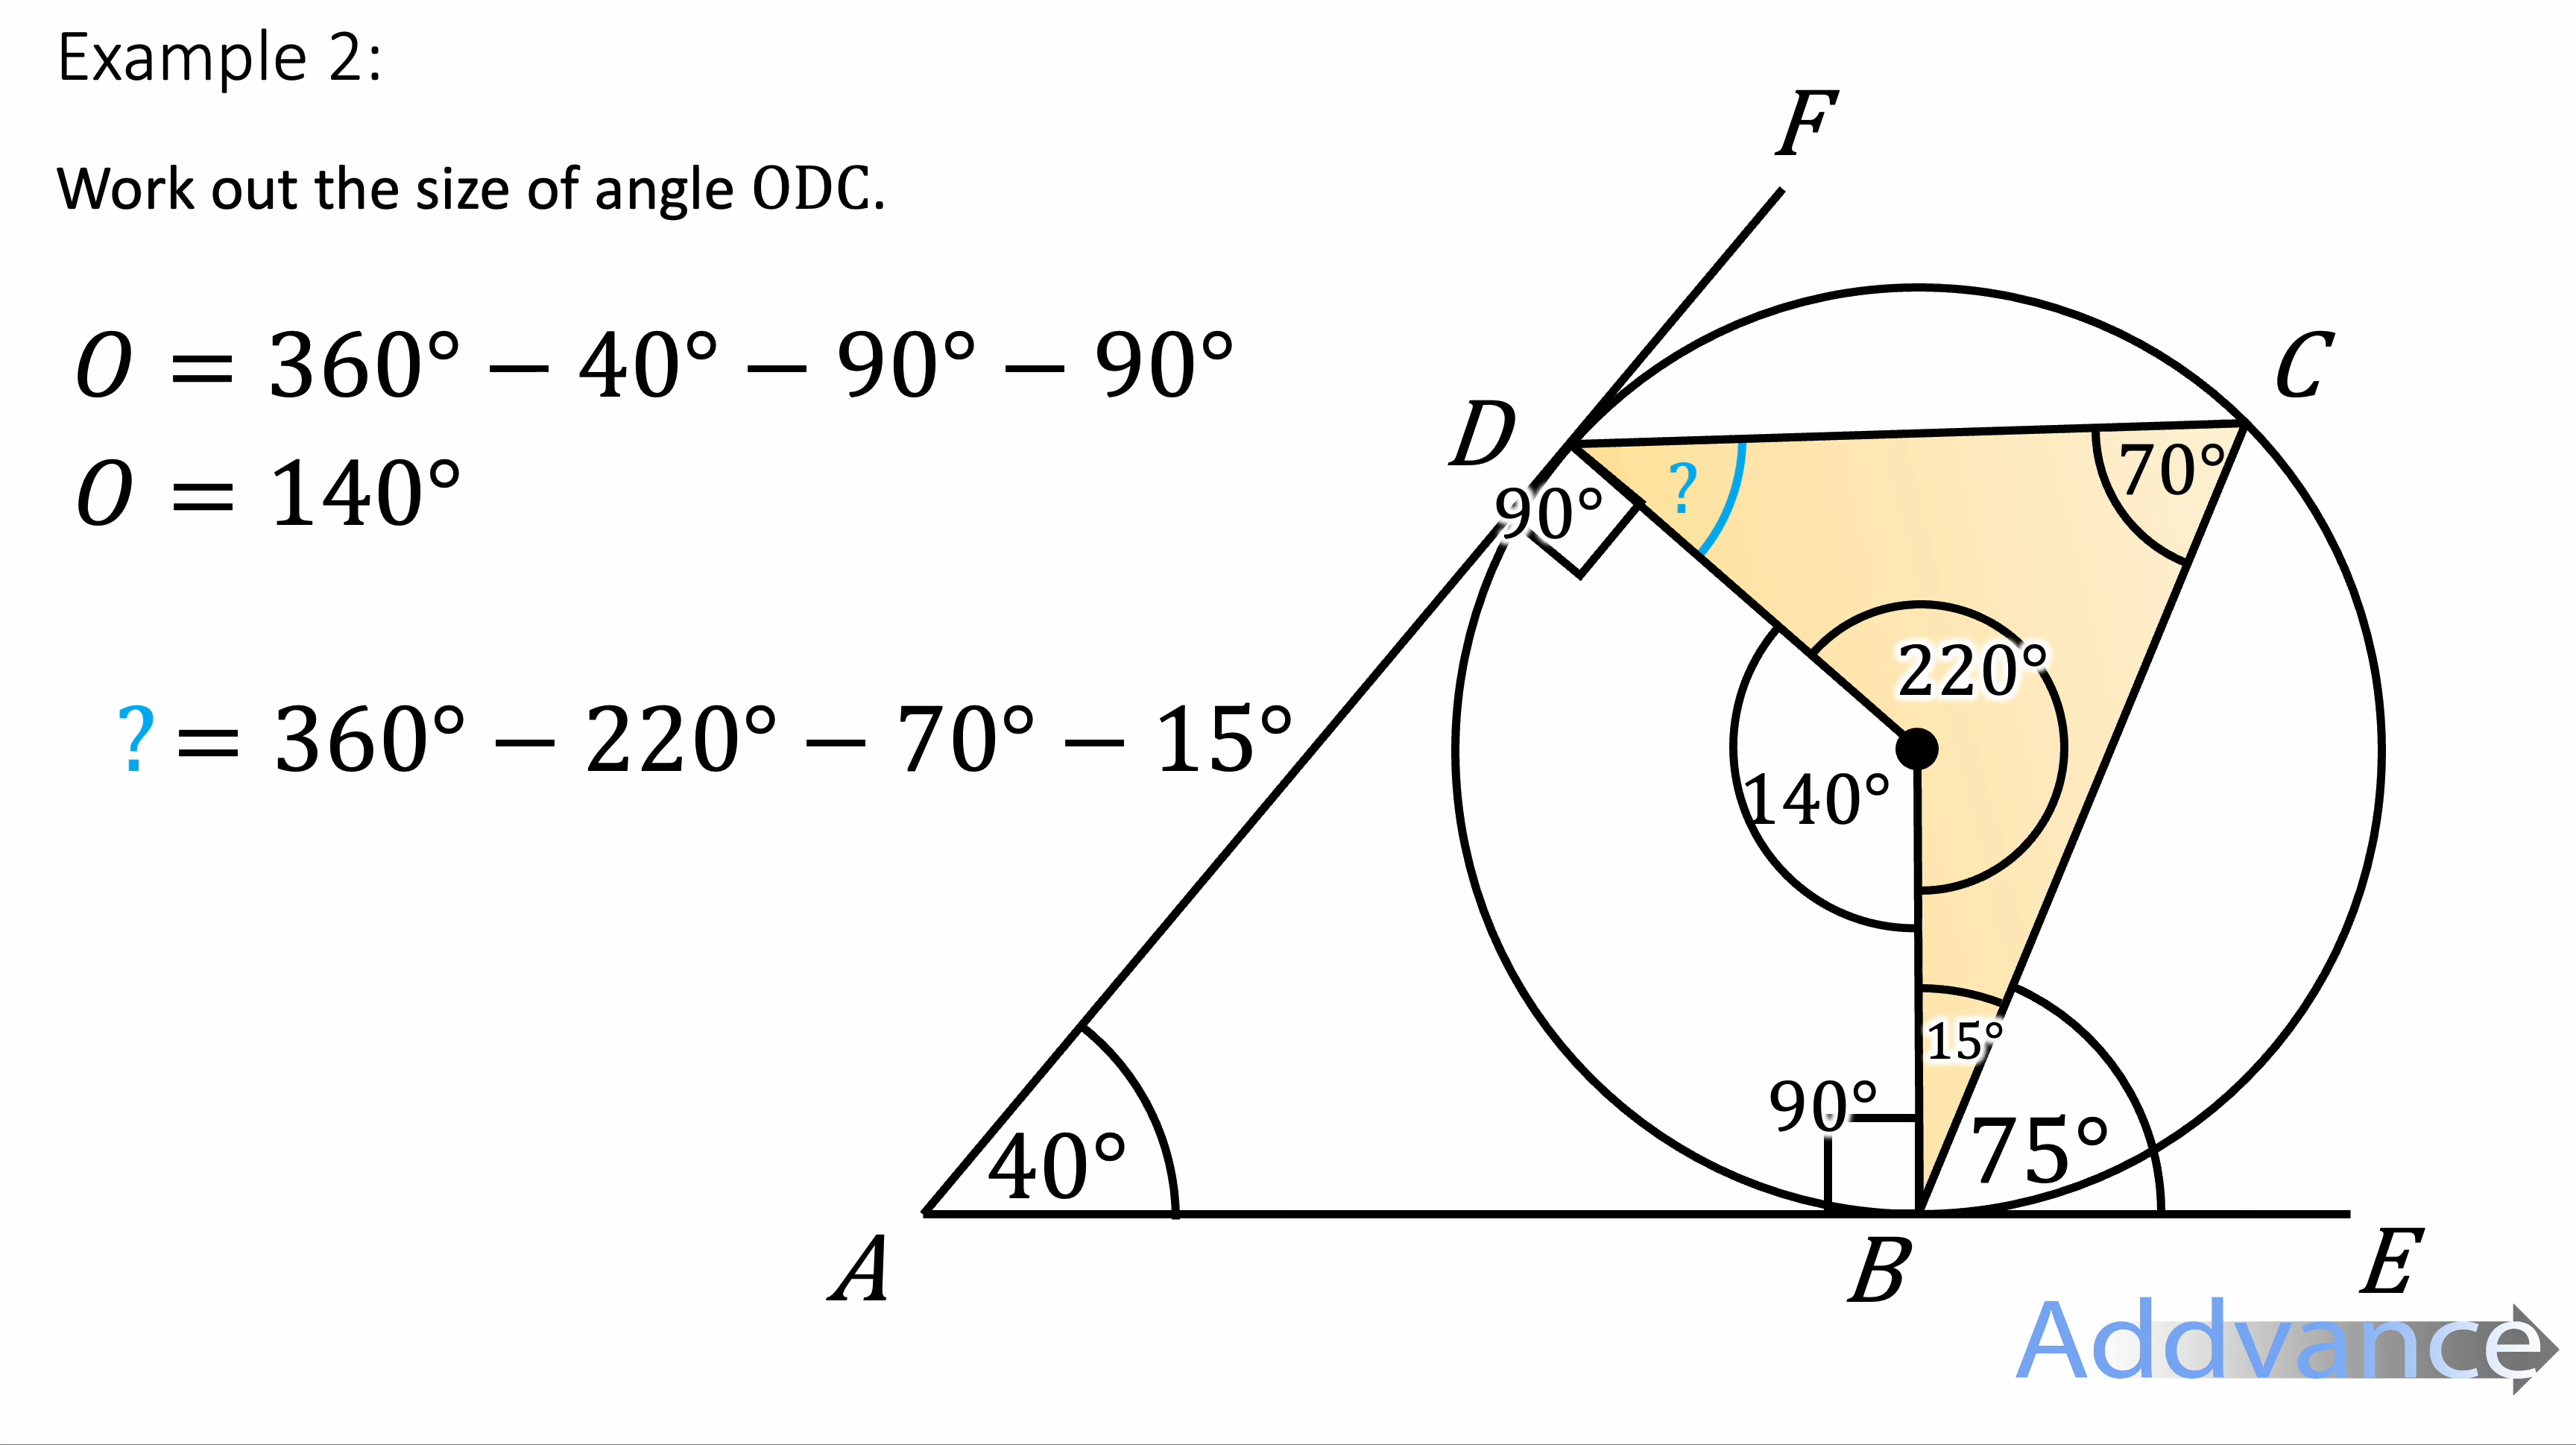 Example 2:
Work out the size of angle ODC.
O = 360° − 40° − 90° − 90°
O = 140°
? = 360° − 220° − 70° − 15°
F
C
D
70°
?
90°
220°
140°
15°
90°
75°
40°
A
B
E
Addvance